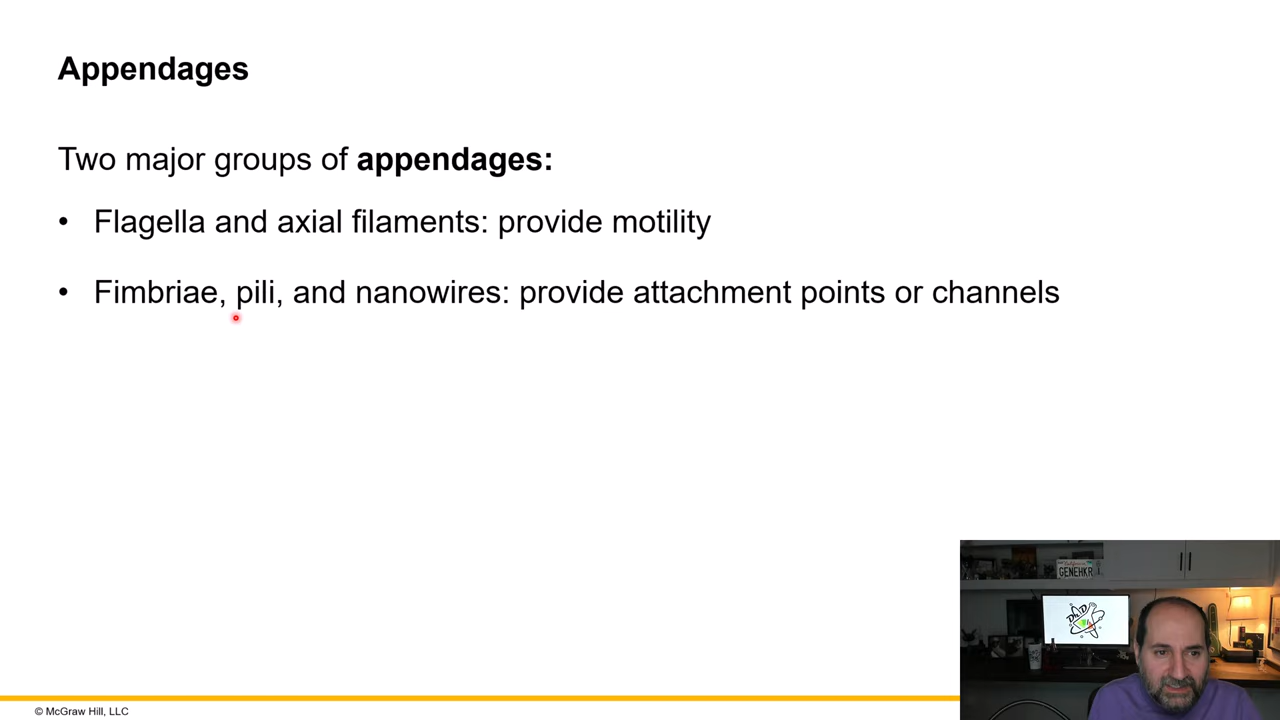 Appendages
Two major groups of appendages:
• Flagella and axial filaments: provide motility
• Fimbriae, pili, and nanowires: provide attachment points or channels
GENEHKR
© McGraw Hill, LLC